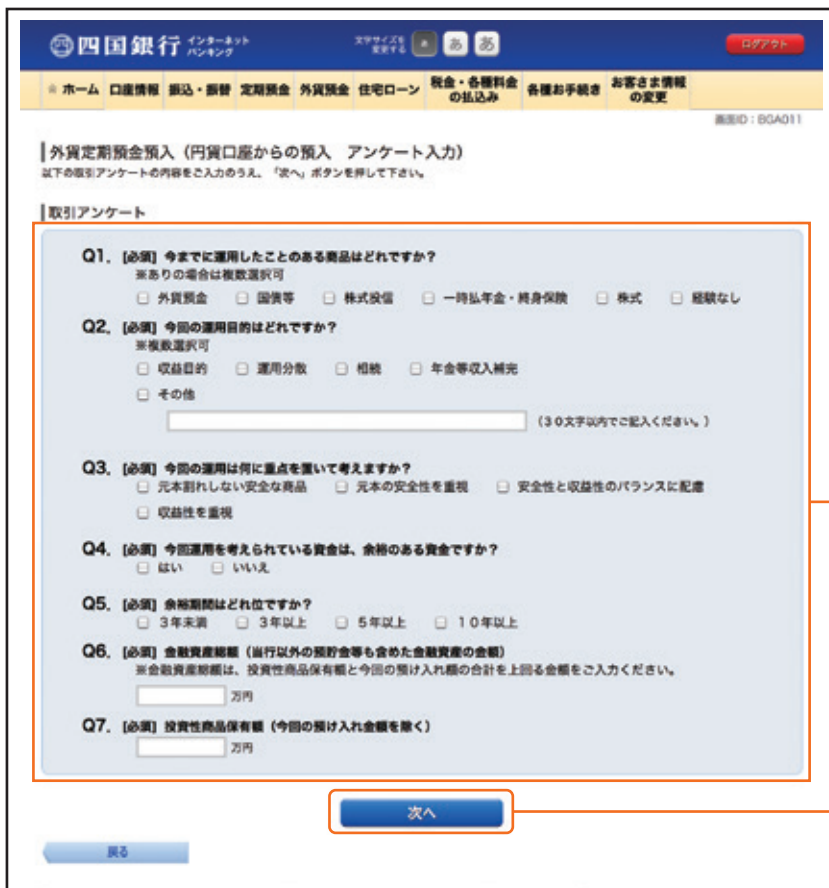 四国銀行 インターネットバンキング
文字サイズを変更する a あ あ
ログアウト
ホーム 口座情報 振込・振替 定期預金 外貨預金 住宅ローン 税金・各種料金の払込み 各種お手続き お客さま情報の変更
画面ID:BGA011
外貨定期預金預入(円貨口座からの預入 アンケート入力)
以下の取引アンケートの内容をご入力のうえ、「次へ」ボタンを押して下さい。
取引アンケート
Q1. [必須] 今までに運用したことのある商品はどれですか?
※ありの場合は複数選択可
外貨預金 国債等 株式投信 一時払年金・終身保険 株式 経験なし
Q2. [必須] 今回の運用目的はどれですか?
※複数選択可
収益目的 運用分散 相続 年金等収入補完
その他
(30文字以内でご記入ください。)
Q3. [必須] 今回の運用は何に重点を置いて考えますか?
元本割れしない安全な商品 元本の安全性を重視 安全性と収益性のバランスに配慮
収益性を重視
Q4. [必須] 今回運用を考えられている資金は、余裕のある資金ですか?
はい いいえ
Q5. [必須] 余裕期間はどれ位ですか?
3年未満 3年以上 5年以上 10年以上
Q6. [必須] 金融資産総額(当行以外の預貯金等も含めた金融資産の金額)
※金融資産総額は、投資性商品保有額と今回の預け入れ額の合計を上回る金額をご入力ください。
万円
Q7. [必須] 投資性商品保有額(今回の預け入れ金額を除く)
万円
次へ
戻る